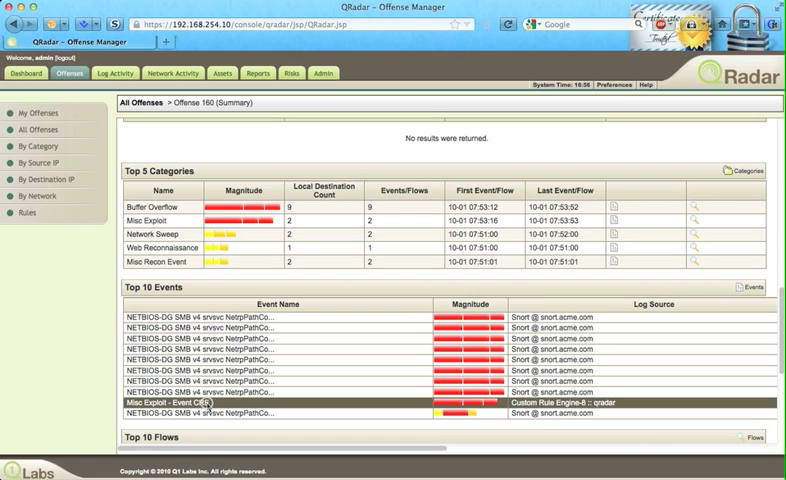 QRadar - Offense Manager
https://192.168.254.10/console/qradar/jsp/QRadar.jsp
Google
QRadar - Offense Manager
Welcome, admin [logout]
Dashboard Offenses Log Activity Network Activity Assets Reports Risks Admin
System Time: 16:56 Preferences Help
QRadar
All Offenses > Offense 160 (Summary)
My Offenses
All Offenses
By Category
By Source IP
By Destination IP
By Network
Rules
No results were returned.
Top 5 Categories Categories
Name Magnitude Local Destination Count Events/Flows First Event/Flow Last Event/Flow
Buffer Overflow 9 9 10-01 07:53:12 10-01 07:53:52
Misc Exploit 2 2 10-01 07:53:16 10-01 07:53:53
Network Sweep 2 2 10-01 07:51:00 10-01 07:52:00
Web Reconnaissance 1 1 10-01 07:51:00 10-01 07:51:00
Misc Recon Event 2 2 10-01 07:51:01 10-01 07:51:01
Top 10 Events Events
Event Name Magnitude Log Source
NETBIOS-DG SMB v4 srvsvc NetrpPathCo... Snort @ snort.acme.com
NETBIOS-DG SMB v4 srvsvc NetrpPathCo... Snort @ snort.acme.com
NETBIOS-DG SMB v4 srvsvc NetrpPathCo... Snort @ snort.acme.com
NETBIOS-DG SMB v4 srvsvc NetrpPathCo... Snort @ snort.acme.com
NETBIOS-DG SMB v4 srvsvc NetrpPathCo... Snort @ snort.acme.com
NETBIOS-DG SMB v4 srvsvc NetrpPathCo... Snort @ snort.acme.com
NETBIOS-DG SMB v4 srvsvc NetrpPathCo... Snort @ snort.acme.com
NETBIOS-DG SMB v4 srvsvc NetrpPathCo... Snort @ snort.acme.com
Misc Exploit - Event CRE Custom Rule Engine-8 :: qradar
NETBIOS-DG SMB v4 srvsvc NetrpPathCo... Snort @ snort.acme.com
Top 10 Flows Flows
Labs Copyright © 2010 Q1 Labs Inc. All rights reserved.